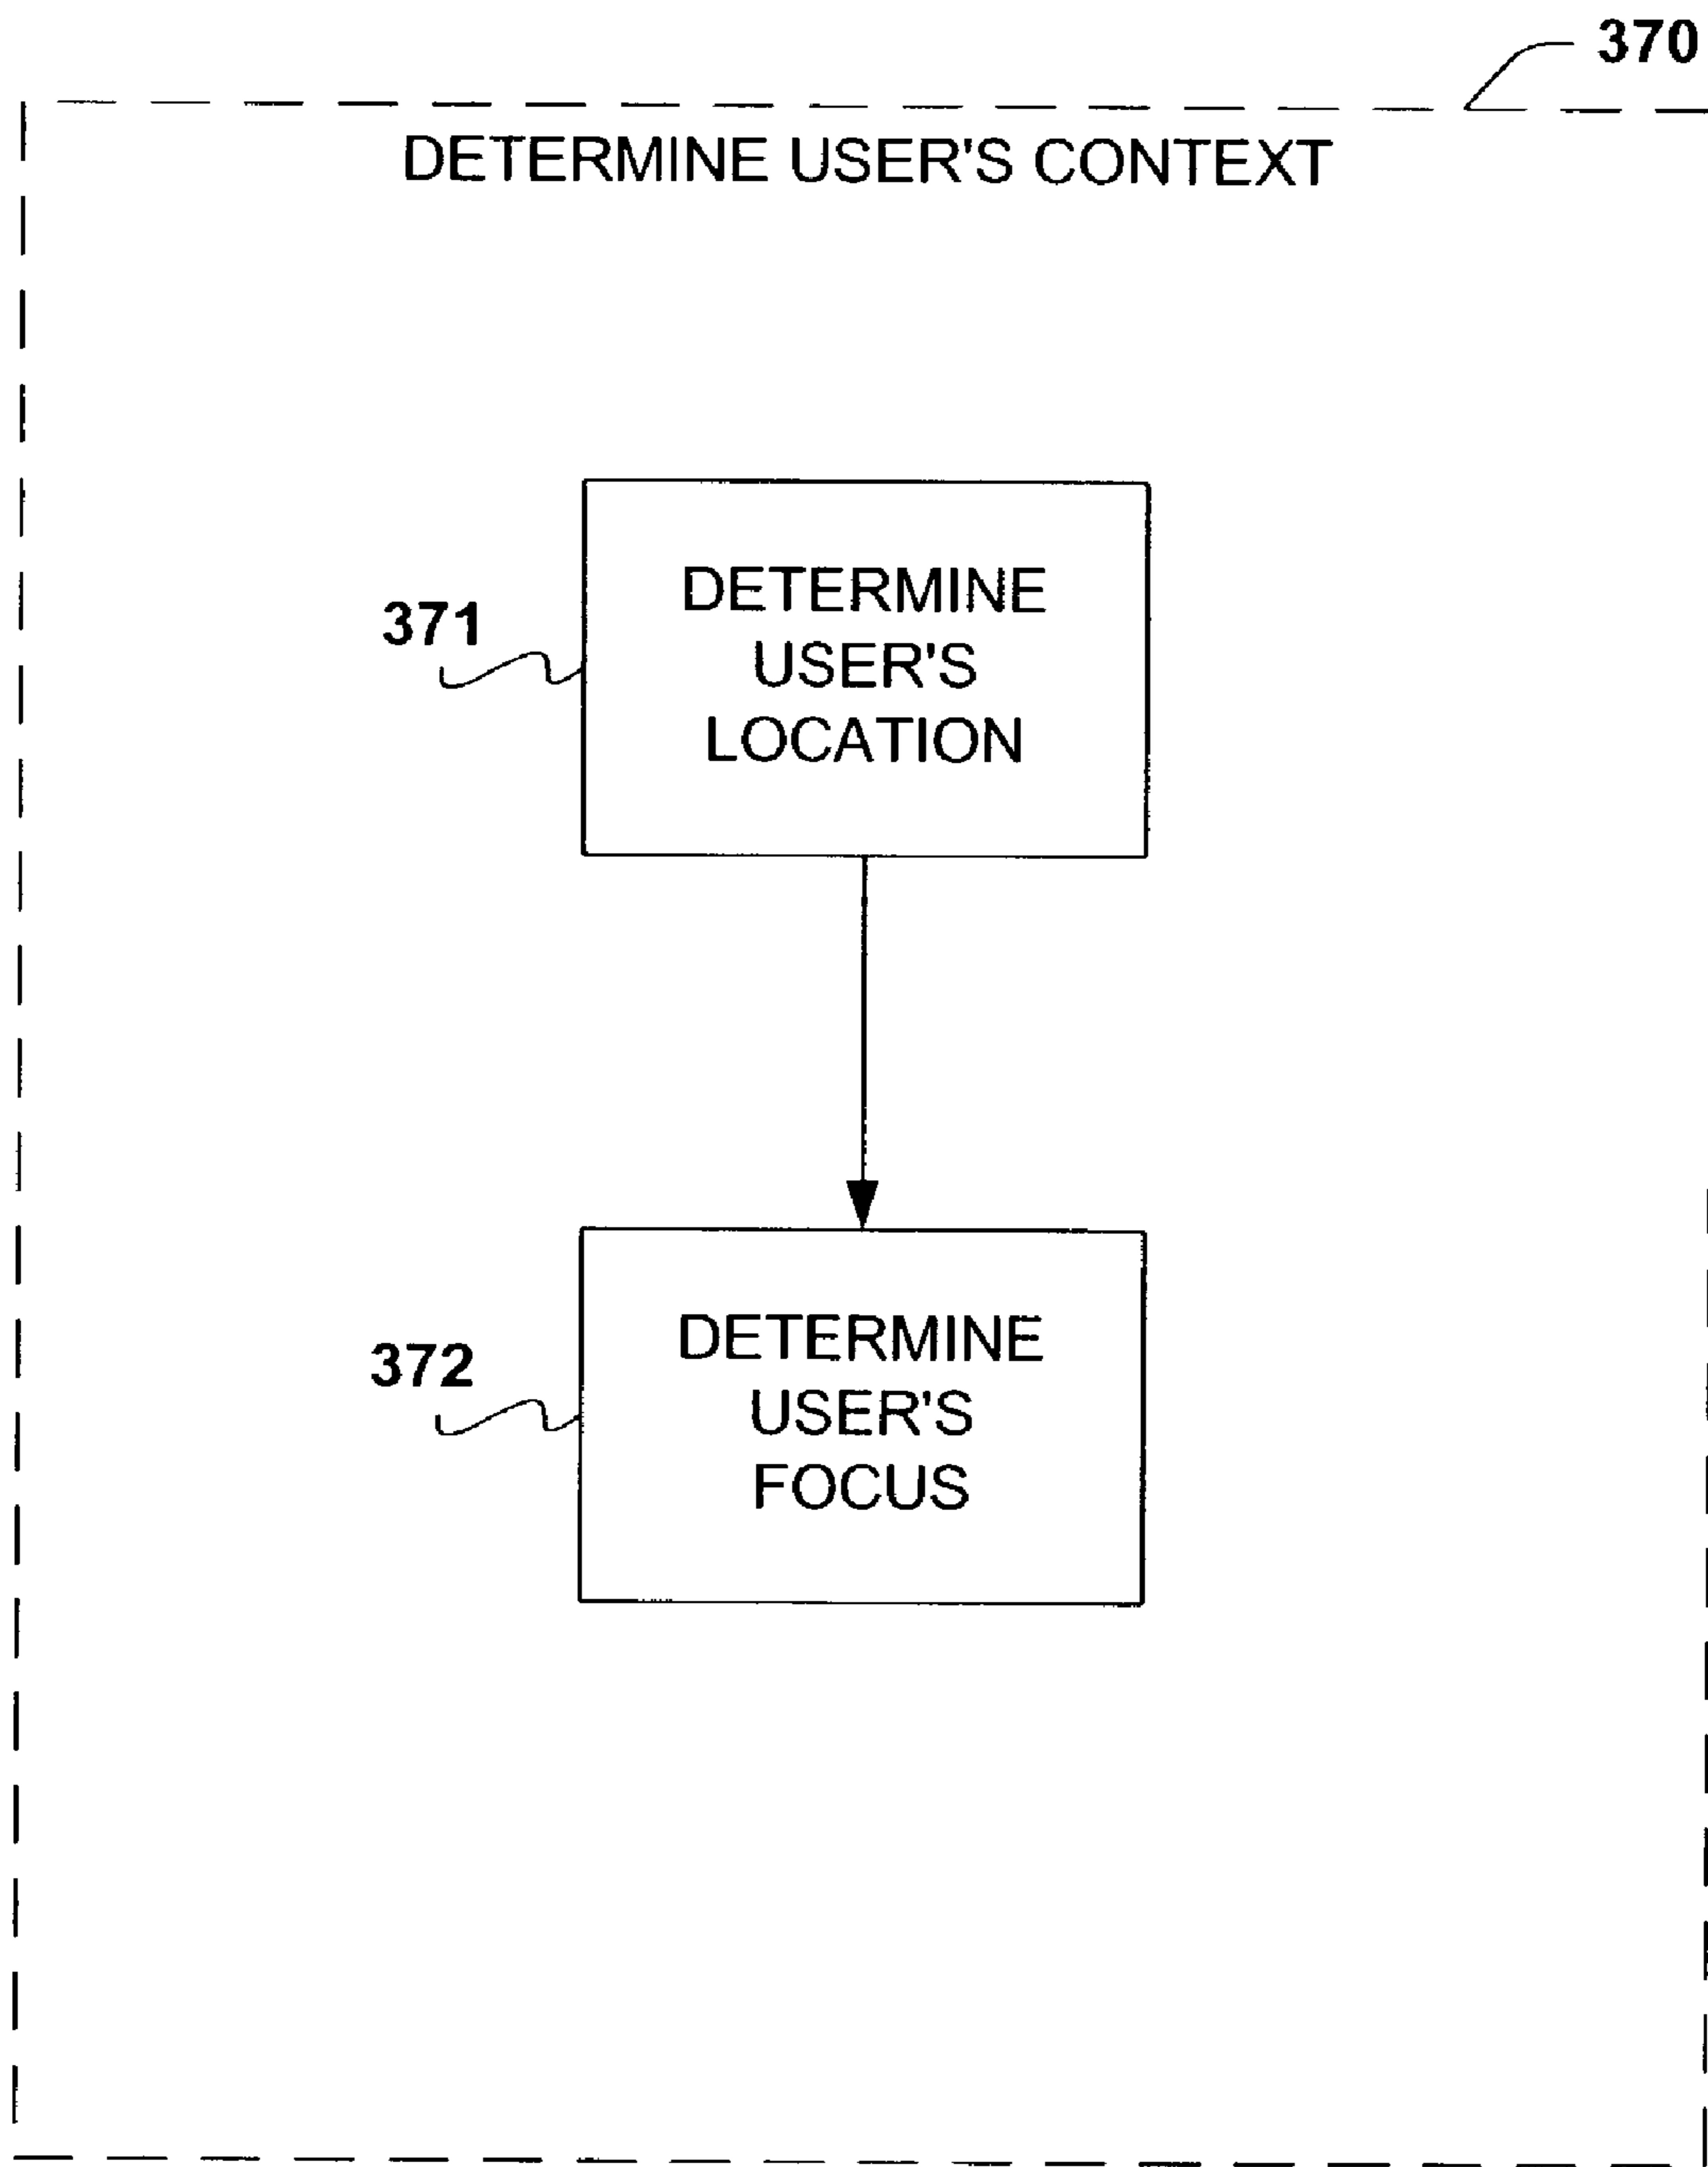 370
DETERMINE USER'S CONTEXT
371
DETERMINE
USER'S
LOCATION
372
DETERMINE
USER'S
FOCUS